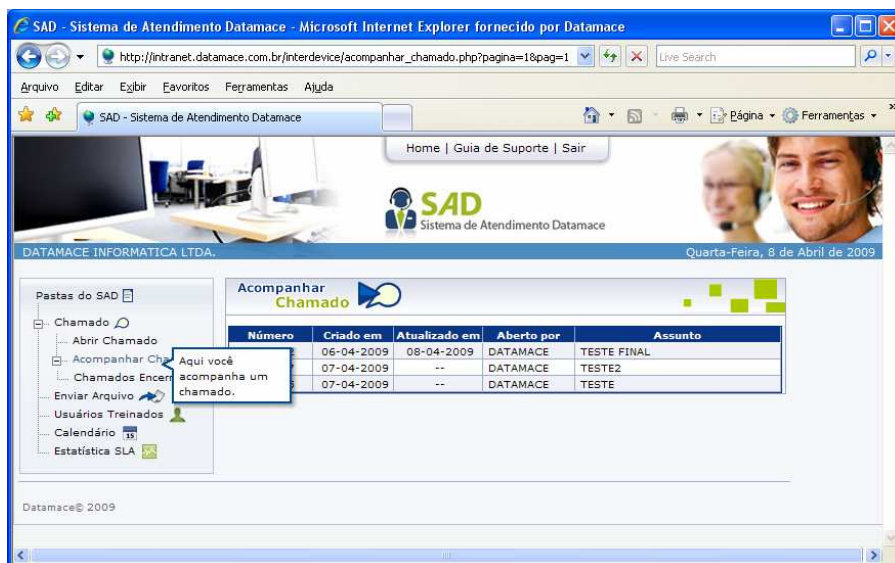 SAD - Sistema de Atendimento Datamace - Microsoft Internet Explorer fornecido por Datamace
http://intranet.datamace.com.br/interdevice/acompanhar_chamado.php?pagina=1&pag=1
Live Search
Arquivo Editar Exibir Favoritos Ferramentas Ajuda
SAD - Sistema de Atendimento Datamace
Página Ferramentas
Home | Guia de Suporte | Sair
SAD
Sistema de Atendimento Datamace
DATAMACE INFORMATICA LTDA. Quarta-Feira, 8 de Abril de 2009
Pastas do SAD
Chamado
Abrir Chamado
Acompanhar Cha
Chamados Encerr
Enviar Arquivo
Usuários Treinados
Calendário 15
Estatística SLA
Aqui você
acompanha um
chamado.
Acompanhar
Chamado
Número Criado em Atualizado em Aberto por Assunto
06-04-2009 08-04-2009 DATAMACE TESTE FINAL
07-04-2009 -- DATAMACE TESTE2
07-04-2009 -- DATAMACE TESTE
Datamace© 2009